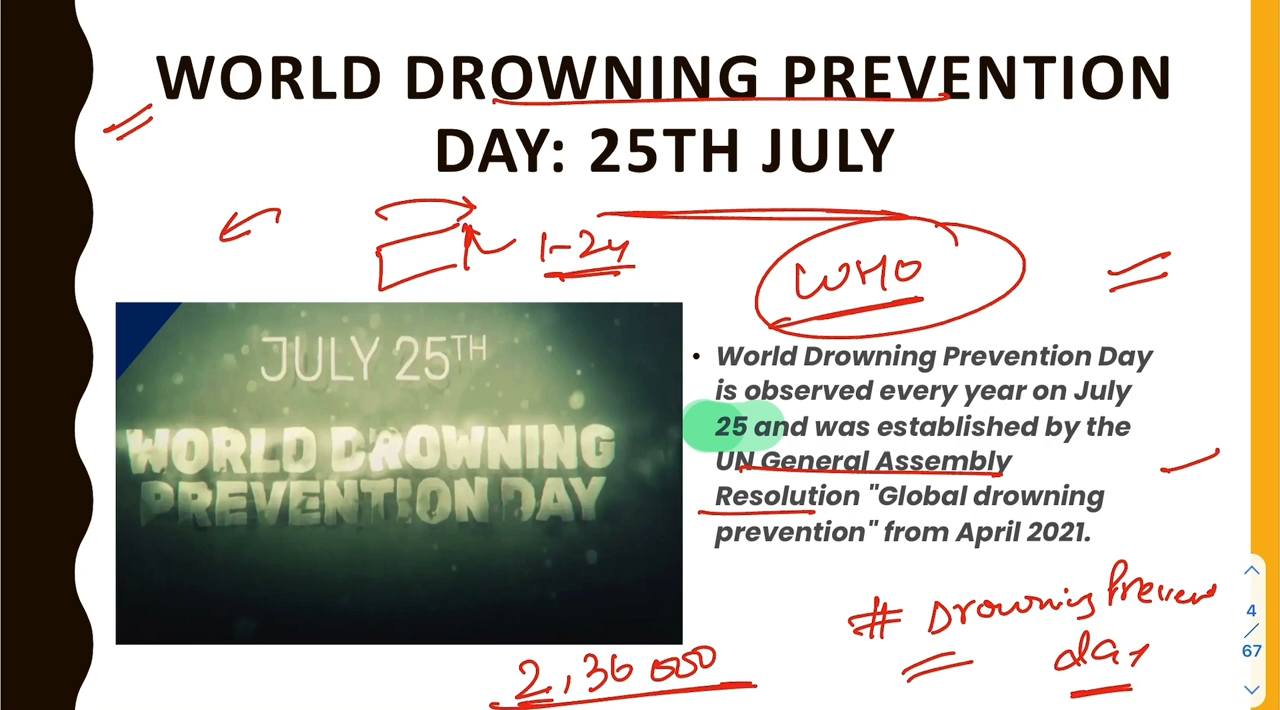 WORLD DROWNING PREVENTION
DAY: 25TH JULY
1-24
WHO
JULY 25TH
WORLD DROWNING
PREVENTION DAY
• World Drowning Prevention Day
is observed every year on July
25 and was established by the
UN General Assembly
Resolution "Global drowning
prevention" from April 2021.
# Drowning
day
2,36 000
4
/
67